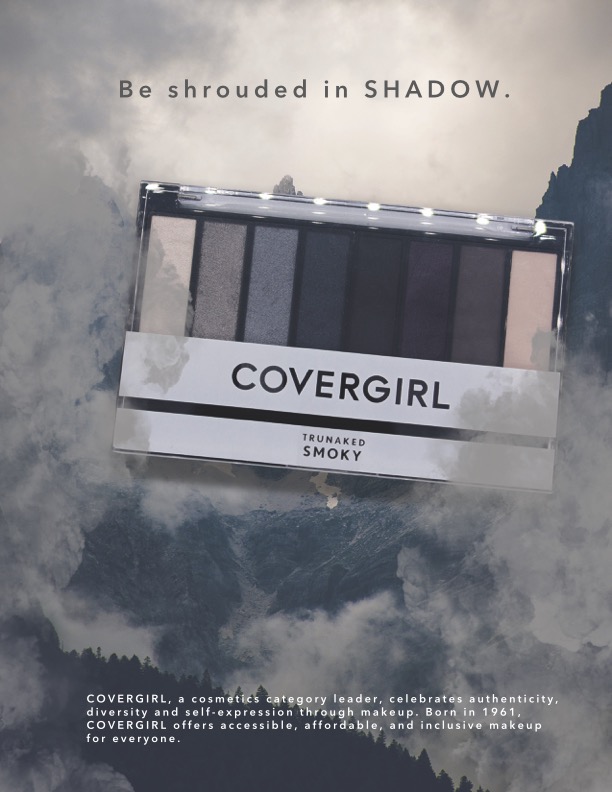 Be shrouded in SHADOW.
COVERGIRL
TRUNAKED
SMOKY
COVERGIRL, a cosmetics category leader, celebrates authenticity,
diversity and self-expression through makeup. Born in 1961,
COVERGIRL offers accessible, affordable, and inclusive makeup
for everyone.